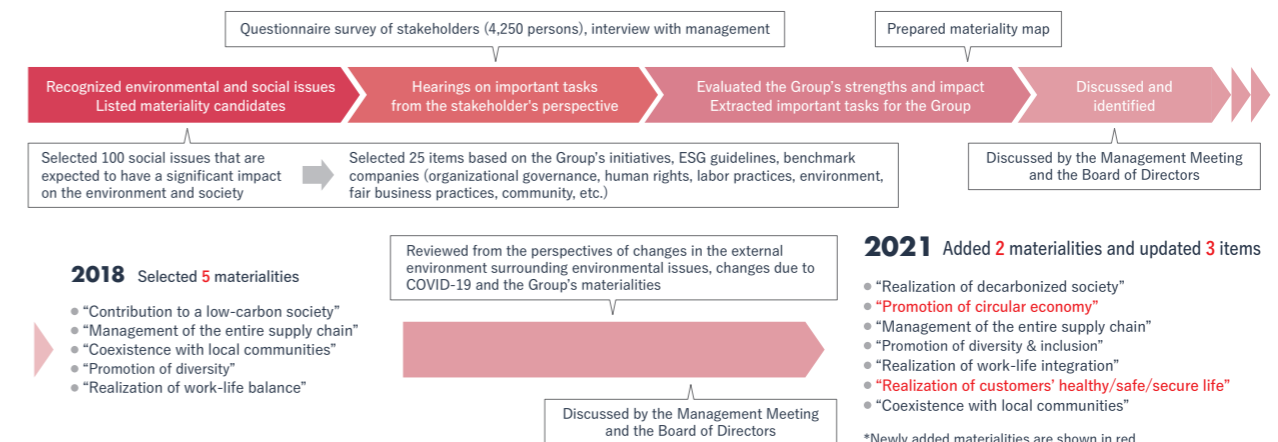 Questionnaire survey of stakeholders (4,250 persons), interview with management
Prepared materiality map
Recognized environmental and social issues
Listed materiality candidates
Hearings on important tasks
from the stakeholder's perspective
Evaluated the Group's strengths and impact
Extracted important tasks for the Group
Discussed and
identified
Selected 100 social issues that are
expected to have a significant impact
on the environment and society
Selected 25 items based on the Group's initiatives, ESG guidelines, benchmark
companies (organizational governance, human rights, labor practices, environment,
fair business practices, community, etc.)
Discussed by the Management Meeting
and the Board of Directors
2018 Selected 5 materialities
● “Contribution to a low-carbon society”
● “Management of the entire supply chain”
● “Coexistence with local communities”
● “Promotion of diversity”
● “Realization of work-life balance”
Reviewed from the perspectives of changes in the external
environment surrounding environmental issues, changes due to
COVID-19 and the Group's materialities
Discussed by the Management Meeting
and the Board of Directors
2021 Added 2 materialities and updated 3 items
● “Realization of decarbonized society”
● “Promotion of circular economy”
● “Management of the entire supply chain”
● “Promotion of diversity & inclusion”
● “Realization of work-life integration”
● “Realization of customers’ healthy/safe/secure life”
● “Coexistence with local communities”
*Newly added materialities are shown in red